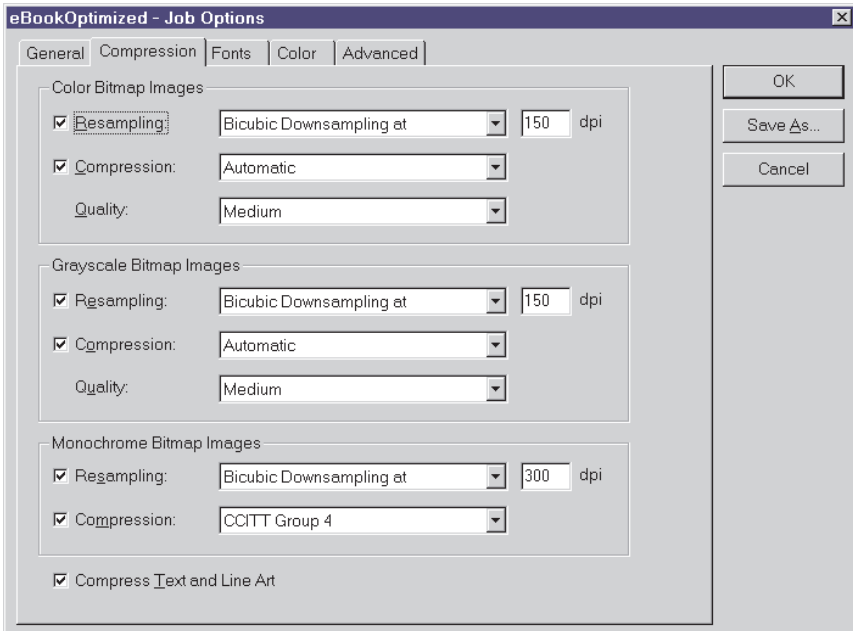 eBookOptimized - Job Options
General Compression Fonts Color Advanced
Color Bitmap Images
Resampling: Bicubic Downsampling at 150 dpi
Compression: Automatic
Quality: Medium
Grayscale Bitmap Images
Resampling: Bicubic Downsampling at 150 dpi
Compression: Automatic
Quality: Medium
Monochrome Bitmap Images
Resampling: Bicubic Downsampling at 300 dpi
Compression: CCITT Group 4
Compress Text and Line Art
OK
Save As...
Cancel